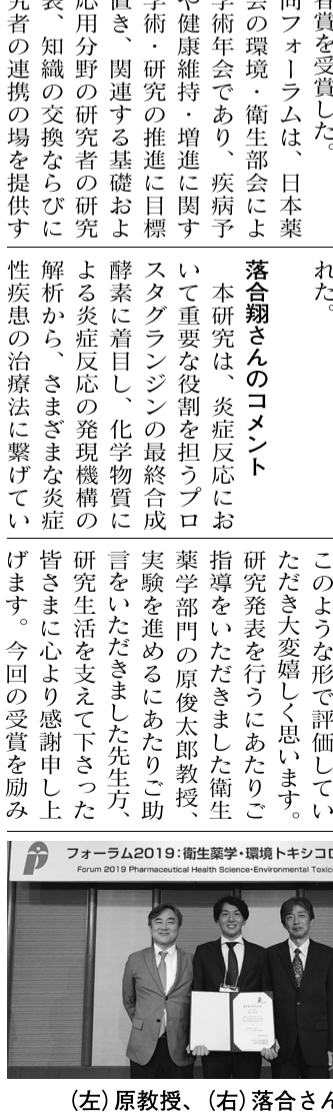 者賞を受賞した。
同フォーラムは、日本薬
会の環境・衛生部会によ
学術年会であり、疾病予
や健康維持・増進に関す
学術・研究の推進に目標
置き、関連する基礎およ
応用分野の研究者の研究
表、知識の交換ならびに
究者の連携の場を提供す
れた。
落合翔さんのコメント
本研究は、炎症反応にお
いて重要な役割を担うプロ
スタグランジンの最終合成
酵素に着目し、化学物質に
よる炎症反応の発現機構の
解析から、さまざまな炎症
性疾患の治療法に繋げてい
このような形で評価してい
ただき大変嬉しく思います。
研究発表を行うにあたりご
指導をいただきました衛生
薬学部門の原俊太郎教授、
実験を進めるにあたりご助
言をいただきました先生方、
研究生活を支えて下さった
皆さまに心より感謝申し上
げます。今回の受賞を励み
フォーラム2019：衛生薬学・環境トキシコロ
Forum 2019 Pharmaceutical Health Science・Environmental Toxic
(左)原教授、(右)落合さん